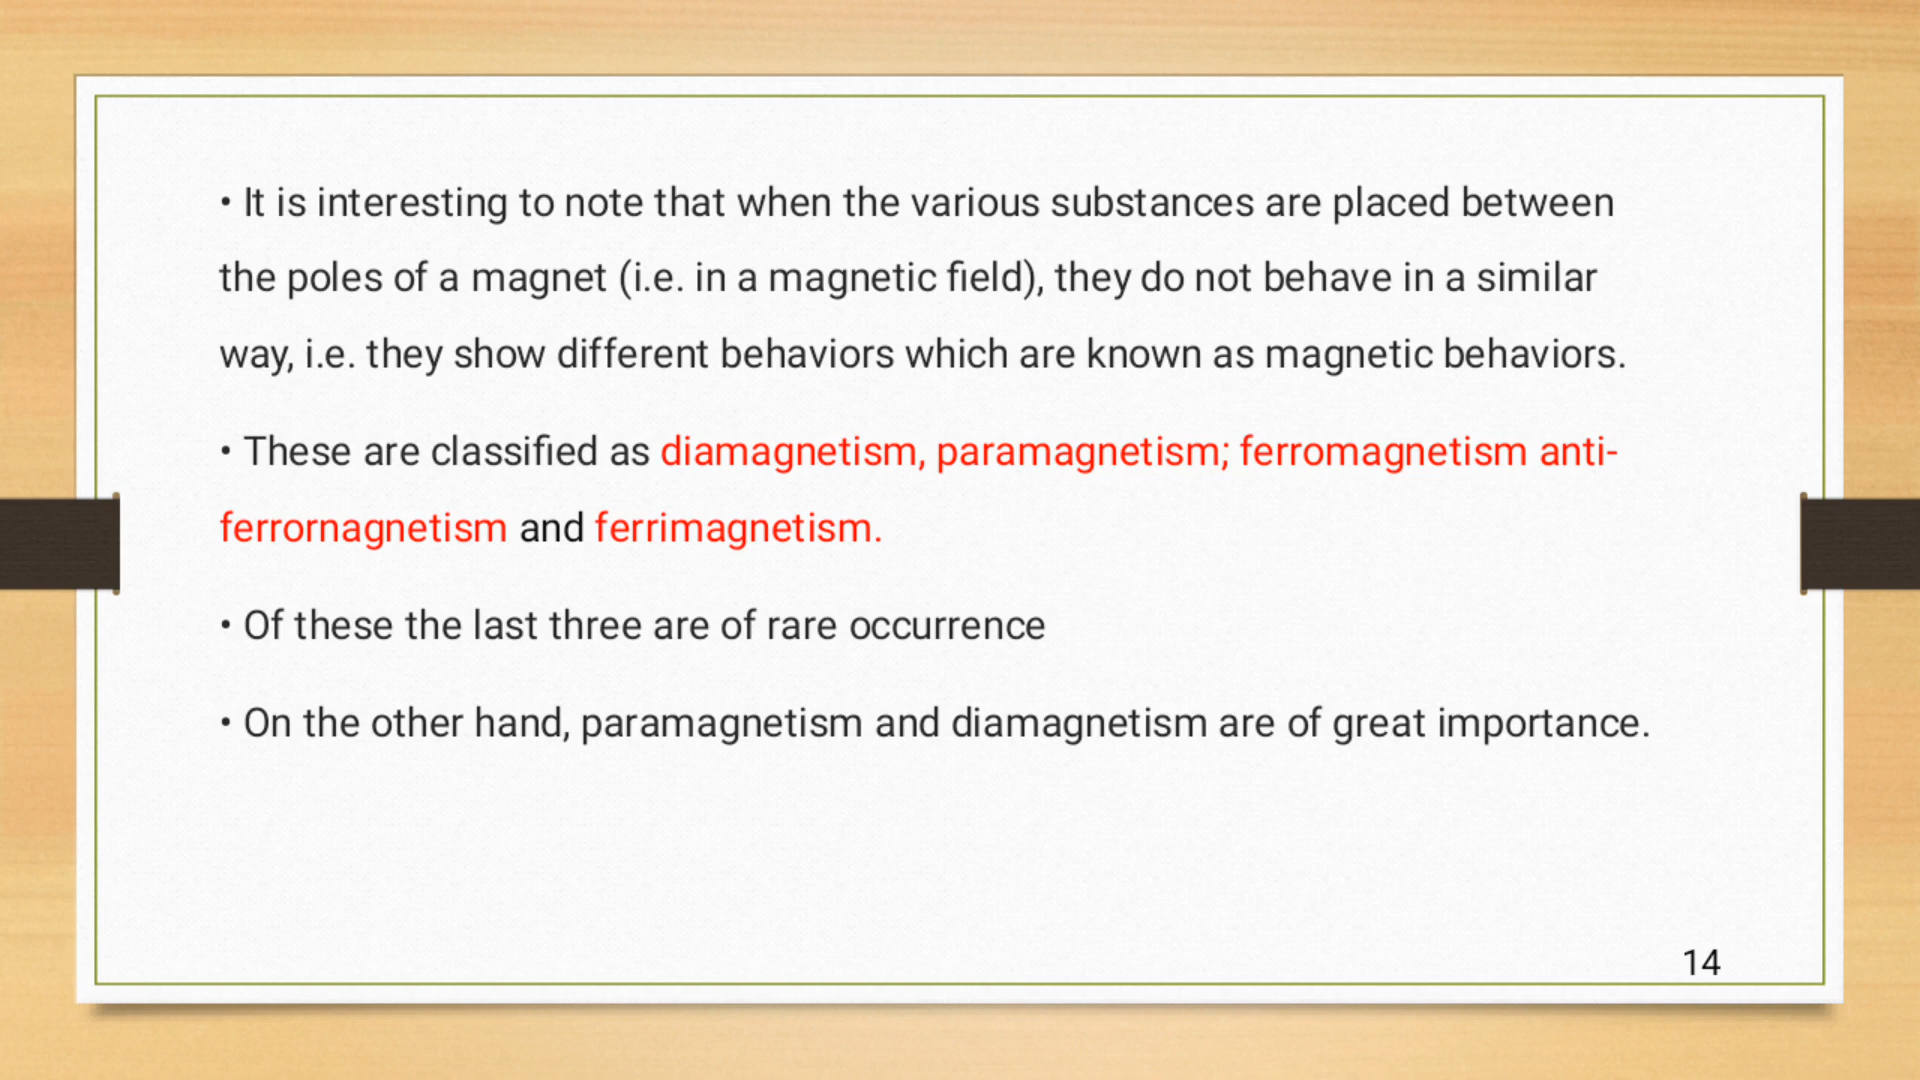 • It is interesting to note that when the various substances are placed between
the poles of a magnet (i.e. in a magnetic field), they do not behave in a similar
way, i.e. they show different behaviors which are known as magnetic behaviors.
• These are classified as diamagnetism, paramagnetism; ferromagnetism anti-
ferrornagnetism and ferrimagnetism.
• Of these the last three are of rare occurrence
• On the other hand, paramagnetism and diamagnetism are of great importance.
14